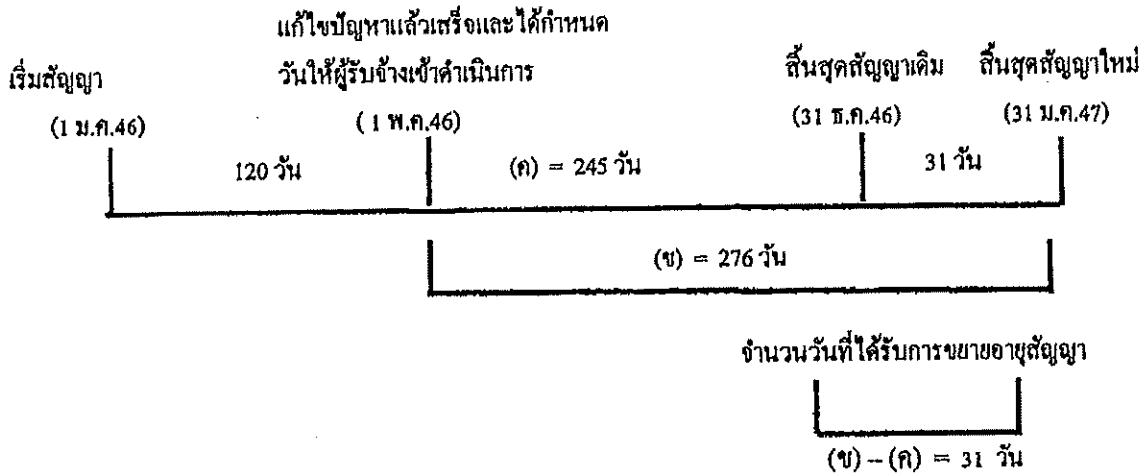 แก้ไขปัญหาแล้วเสร็จและได้กำหนด
เริ่มสัญญา วันให้ผู้รับจ้างเข้าดำเนินการ สิ้นสุดสัญญาเดิม สิ้นสุดสัญญาใหม่
(1 ม.ค.46) (1 พ.ค.46) (31 ธ.ค.46) (31 ม.ค.47)
120 วัน (ค) = 245 วัน 31 วัน
(ข) = 276 วัน
จำนวนวันที่ได้รับการขยายอายุสัญญา
(ข) – (ค) = 31 วัน